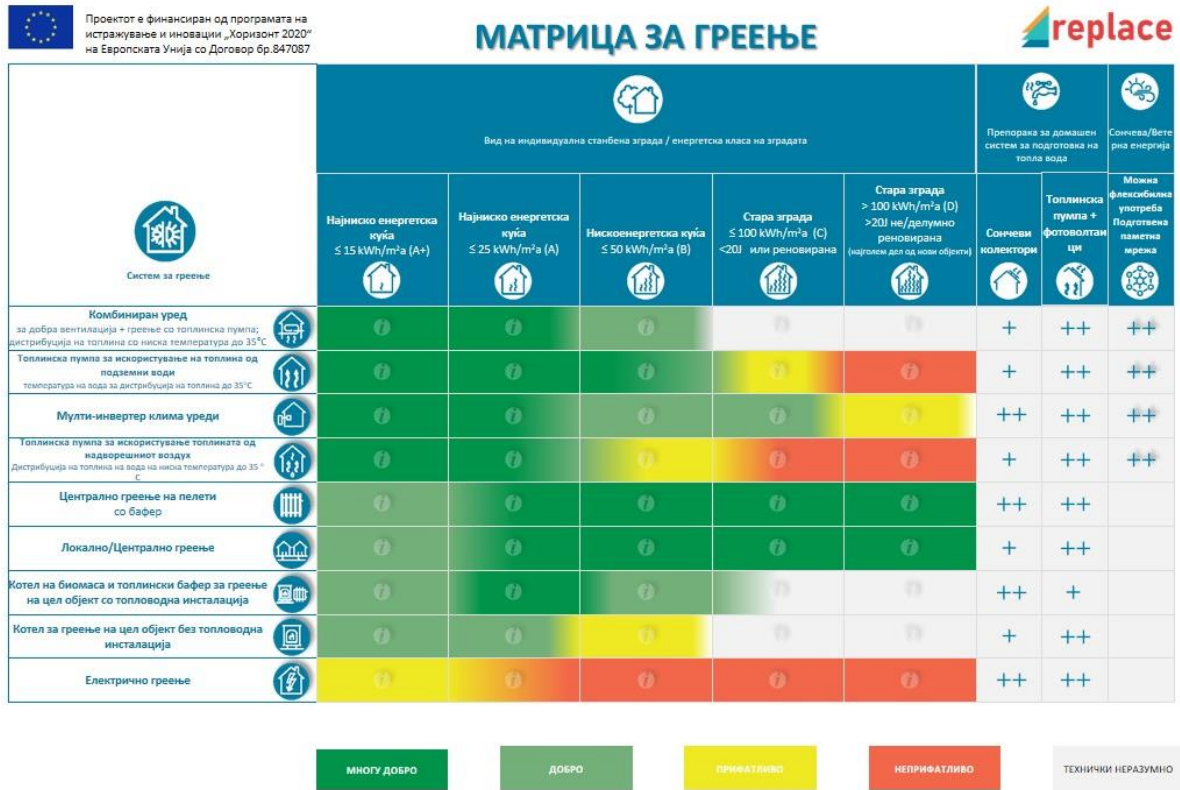 Проектот е финансиран од програмата на
истражување и иновации „Хоризонт 2020“
на Европската Унија со Договор бр.847087
МАТРИЦА ЗА ГРЕЕЊЕ
replace
Вид на индивидуална станбена зграда / енергетска класа на зградата
Препорака за домашен
систем за подготовка на
топла вода
Сончева/Вете
рна енергија
Систем за греење
Најниско енергетска
куќа
≤ 15 kWh/m²a (A+)
Најниско енергетска
куќа
≤ 25 kWh/m²a (A)
Нискоенергетска куќа
≤ 50 kWh/m²a (B)
Стара зграда
≤ 100 kWh/m²a (C)
<20Ј или реновирана
Стара зграда
> 100 kWh/m²a (D)
>20Ј не/делумно
реновирана
(најголем дел од нови објекти)
Сончеви
колектори
Топлинска
пумпа +
фотоволтаи
ци
Можна
флексибилна
употреба
Подготвена
паметна
мрежа
Комбиниран уред
за добра вентилација + греење со топлинска пумпа;
дистрибуција на топлина со ниска температура до 35°C
i i i + ++ ++
Топлинска пумпа за искористување на топлина од
подземни води
температура на вода за дистрибуција на топлина до 35°C
i i i i i + ++ ++
Мулти-инвертер клима уреди
i i i i i ++ ++ ++
Топлинска пумпа за искористување топлината од
надворешниот воздух
Дистрибуција на топлина на вода на ниска температура до 35 °
C
i i i i i + ++ ++
Централно греење на пелети
со бафер
i i i i i ++ ++
Локално/Централно греење
i i i i i + ++
Котел на биомаса и топлински бафер за греење
на цел објект со топловодна инсталација
i i i ++ +
Котел за греење на цел објект без топловодна
инсталација
i i i + ++
Електрично греење
i i i i i ++ ++
МНОГУ ДОБРО
ДОБРО
ПРИФАТЛИВО
НЕПРИФАТЛИВО
ТЕХНИЧКИ НЕРАЗУМНО